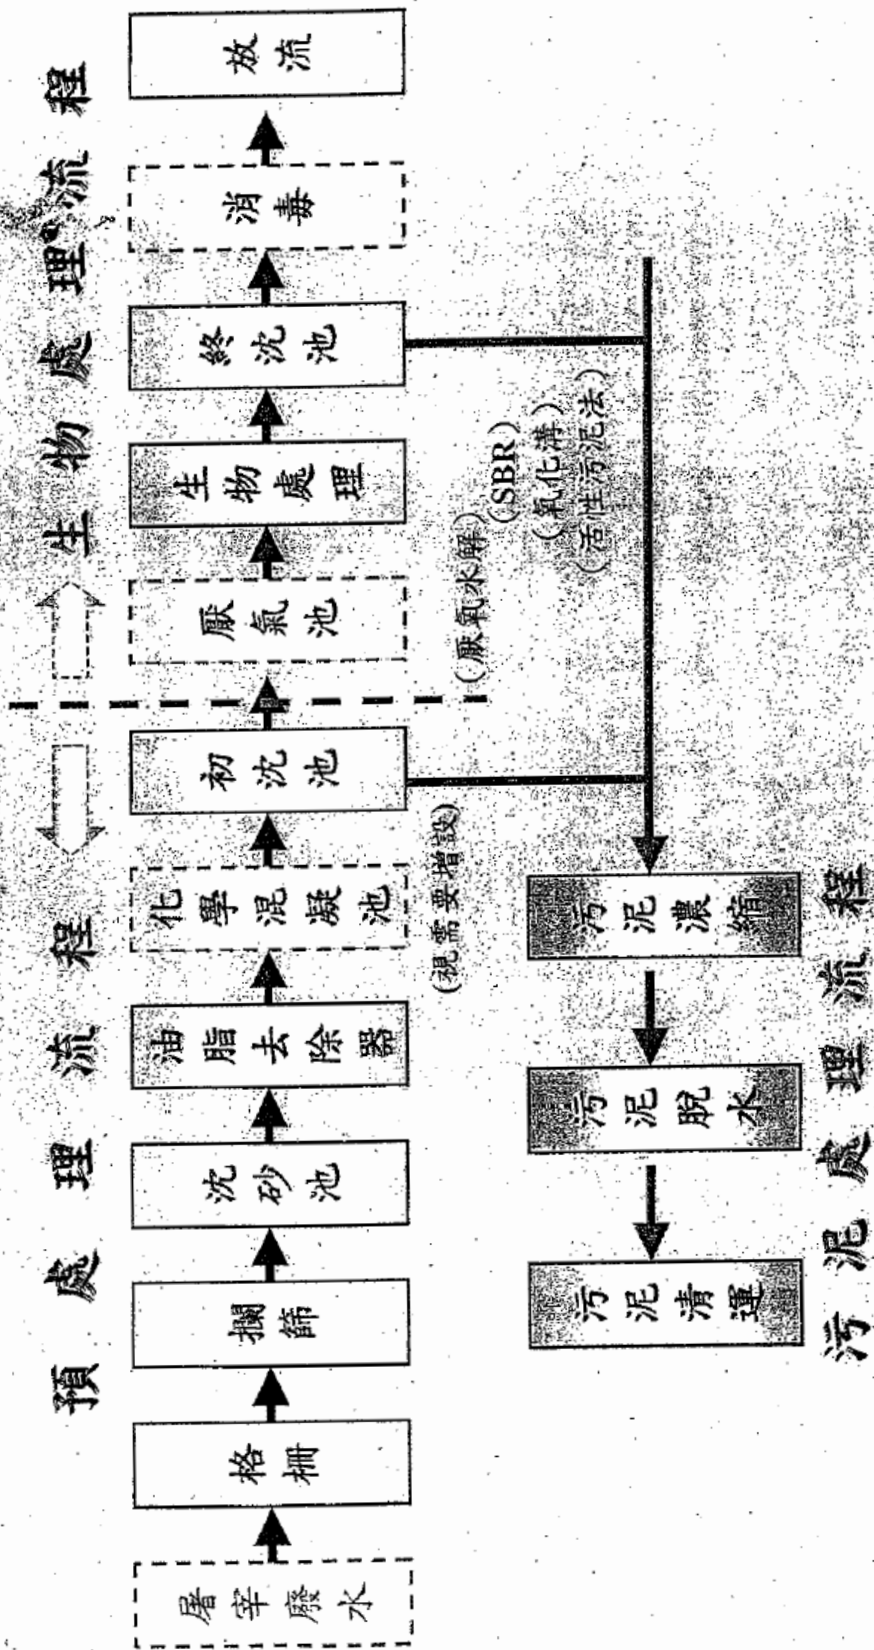 預處理流程
生物處理流程
屠宰廢水
格柵
攔篩
沈砂池
油脂去除器
化學混凝池
初沈池
厭氣池
生物處理
終沈池
消毒
放流
(視需要增設)
(厭氧水解)
(SBR)
(氧化溝)
(活性污泥法)
污泥清運
污泥脫水
污泥濃縮
污泥處理流程